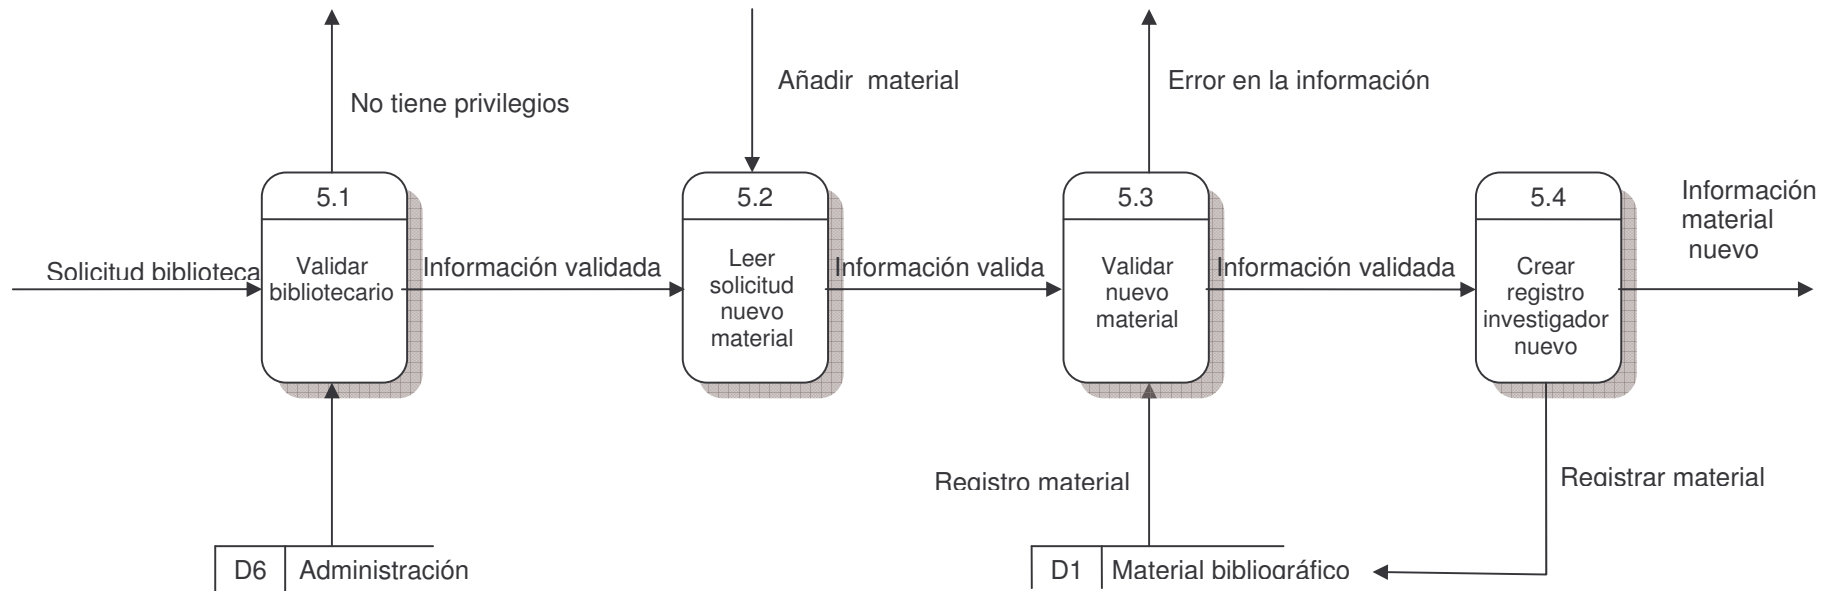 No tiene privilegios
Añadir material
Error en la información
5.1
5.2
5.3
5.4
Solicitud biblioteca
Validar
bibliotecario
Información validada
Leer
solicitud
nuevo
material
Información valida
Validar
nuevo
material
Información validada
Crear
registro
investigador
nuevo
Información
material
nuevo
Registro material
Registrar material
D6
Administración
D1
Material bibliográfico